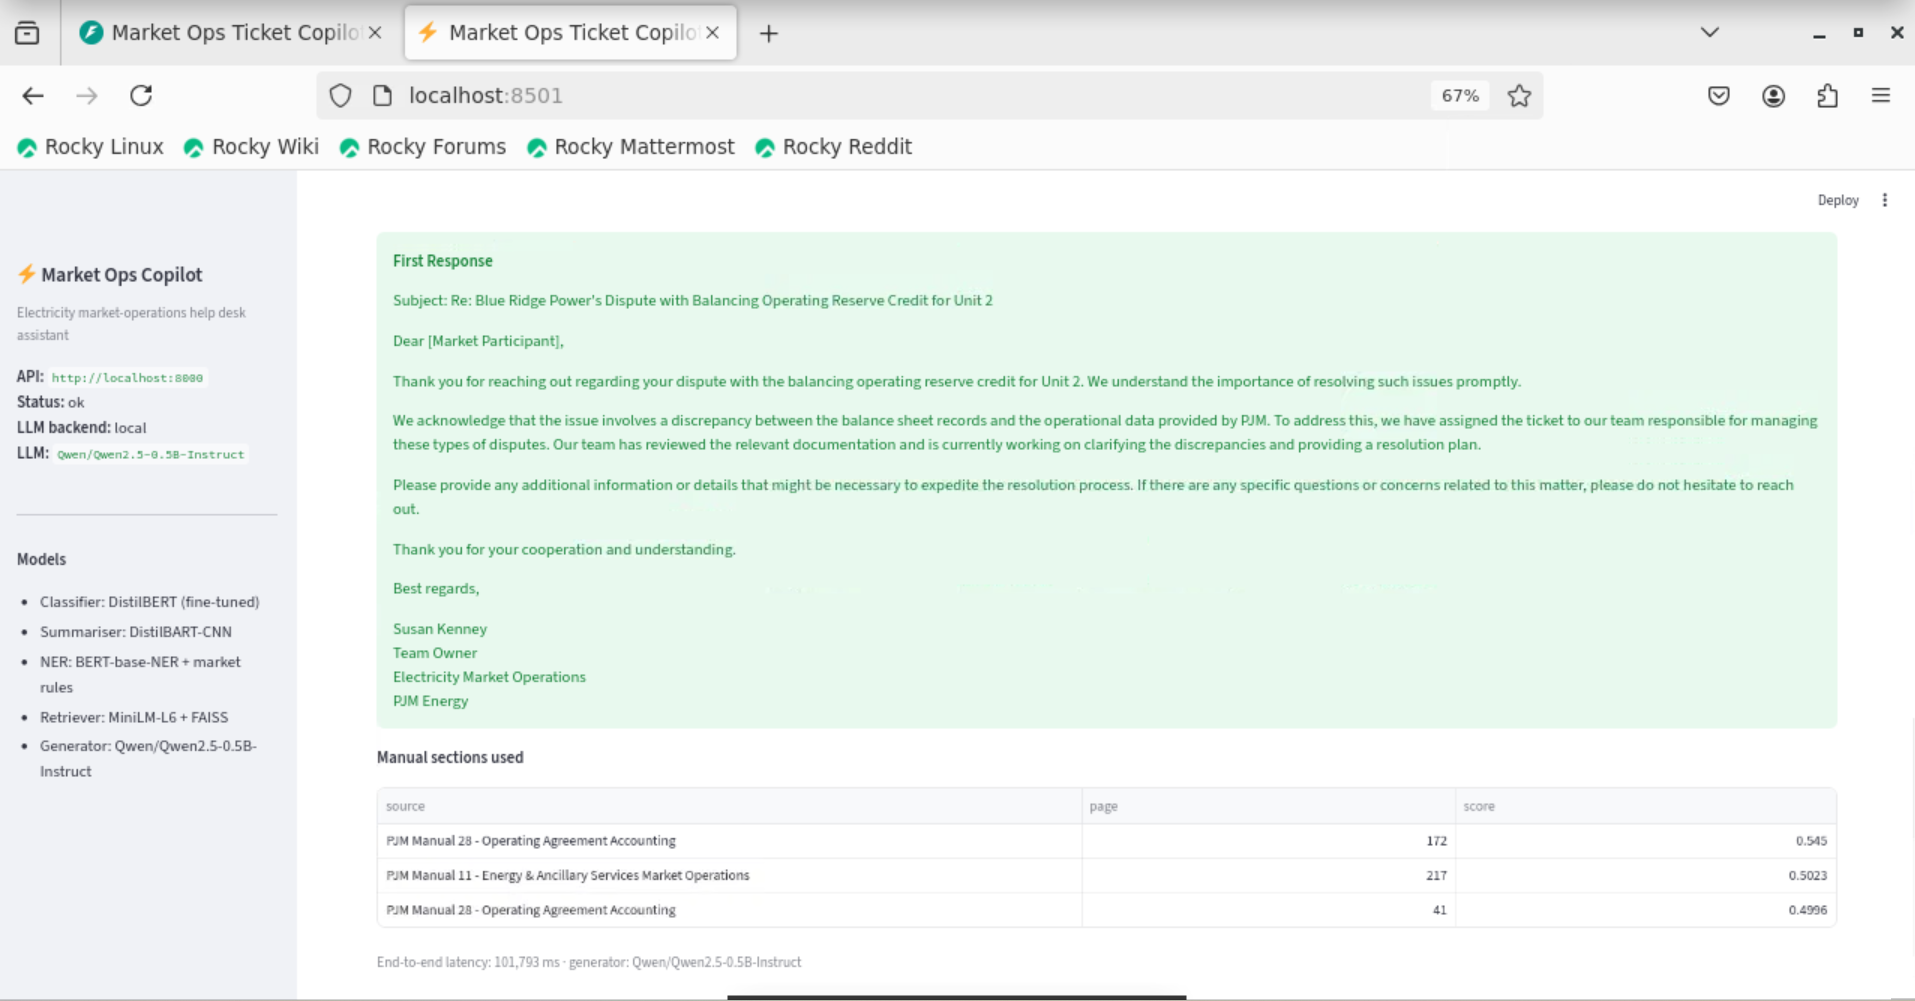 Market Ops Ticket Copilo
Market Ops Ticket Copilo
localhost:8501
67%
Rocky Linux
Rocky Wiki
Rocky Forums
Rocky Mattermost
Rocky Reddit
Deploy
⚡ Market Ops Copilot
Electricity market-operations help desk
assistant
API: http://localhost:8000
Status: ok
LLM backend: local
LLM: Qwen/Qwen2.5-0.5B-Instruct
Models
• Classifier: DistilBERT (fine-tuned)
• Summariser: DistilBART-CNN
• NER: BERT-base-NER + market
rules
• Retriever: MiniLM-L6 + FAISS
• Generator: Qwen/Qwen2.5-0.5B-
Instruct
First Response
Subject: Re: Blue Ridge Power's Dispute with Balancing Operating Reserve Credit for Unit 2
Dear [Market Participant],
Thank you for reaching out regarding your dispute with the balancing operating reserve credit for Unit 2. We understand the importance of resolving such issues promptly.
We acknowledge that the issue involves a discrepancy between the balance sheet records and the operational data provided by PJM. To address this, we have assigned the ticket to our team responsible for managing
these types of disputes. Our team has reviewed the relevant documentation and is currently working on clarifying the discrepancies and providing a resolution plan.
Please provide any additional information or details that might be necessary to expedite the resolution process. If there are any specific questions or concerns related to this matter, please do not hesitate to reach
out.
Thank you for your cooperation and understanding.
Best regards,
Susan Kenney
Team Owner
Electricity Market Operations
PJM Energy
Manual sections used
source page score
PJM Manual 28 - Operating Agreement Accounting 172 0.545
PJM Manual 11 - Energy & Ancillary Services Market Operations 217 0.5023
PJM Manual 28 - Operating Agreement Accounting 41 0.4996
End-to-end latency: 101,793 ms · generator: Qwen/Qwen2.5-0.5B-Instruct